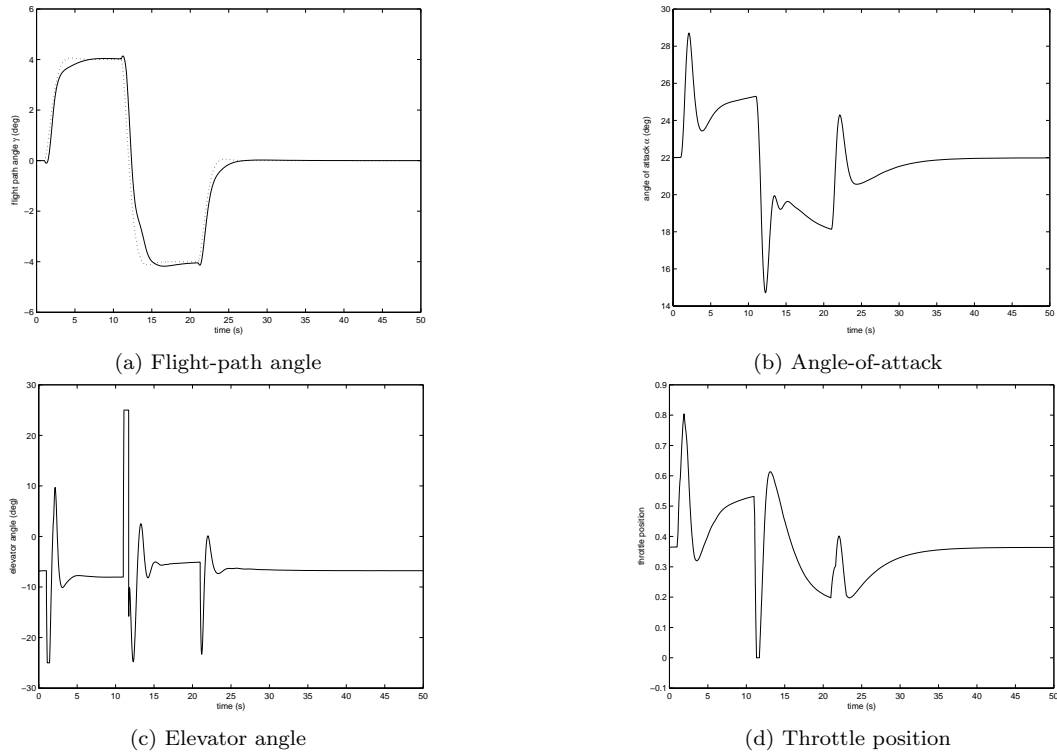 6
4
2
0
−2
−4
−6
flight path angle γ (deg)
0 5 10 15 20 25 30 35 40 45 50
time (s)
(a) Flight-path angle
30
28
26
24
22
20
18
16
14
angle of attack α (deg)
0 5 10 15 20 25 30 35 40 45 50
time (s)
(b) Angle-of-attack
30
20
10
0
−10
−20
−30
elevator angle (deg)
0 5 10 15 20 25 30 35 40 45 50
time (s)
(c) Elevator angle
0.9
0.8
0.7
0.6
0.5
0.4
0.3
0.2
0.1
0
−0.1
throttle position
0 5 10 15 20 25 30 35 40 45 50
time (s)
(d) Throttle position